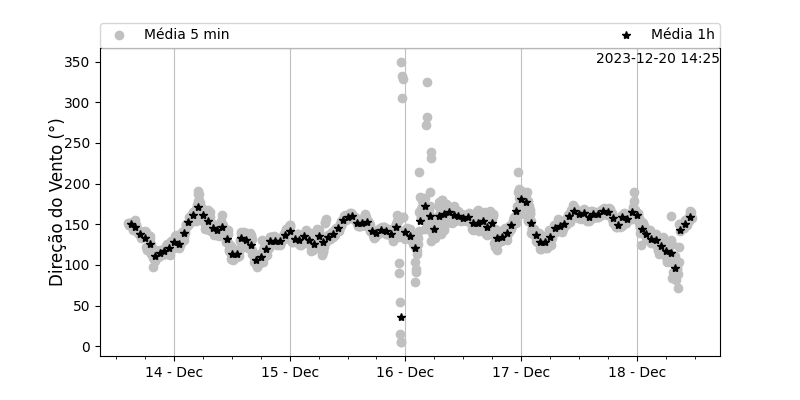 Média 5 min
Média 1h
2023-12-20 14:25
Direção do Vento (°)
350
300
250
200
150
100
50
0
14 - Dec
15 - Dec
16 - Dec
17 - Dec
18 - Dec